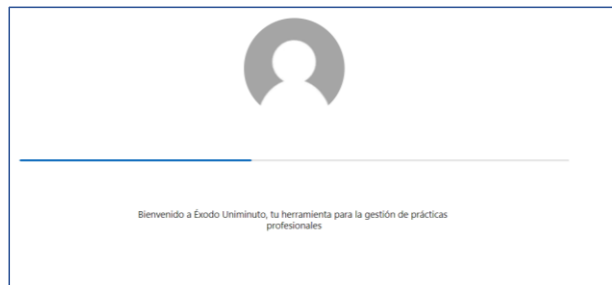 Bienvenido a Éxodo Uniminuto, tu herramienta para la gestión de prácticas
profesionales